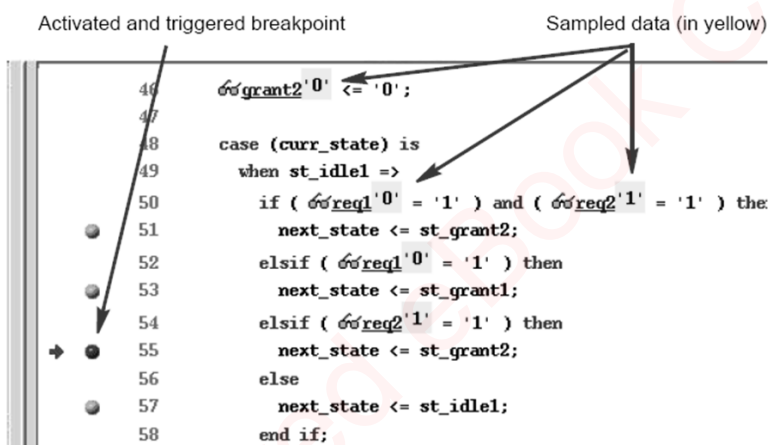 Activated and triggered breakpoint
Sampled data (in yellow)
46 grant2'0' <= '0';
47
48 case (curr_state) is
49 when st_idle1 =>
50 if ( req1'0' = '1' ) and ( req2'1' = '1' ) the
51 next_state <= st_grant2;
52 elsif ( req1'0' = '1' ) then
53 next_state <= st_grant1;
54 elsif ( req2'1' = '1' ) then
55 next_state <= st_grant2;
56 else
57 next_state <= st_idle1;
58 end if;
ed eBook C